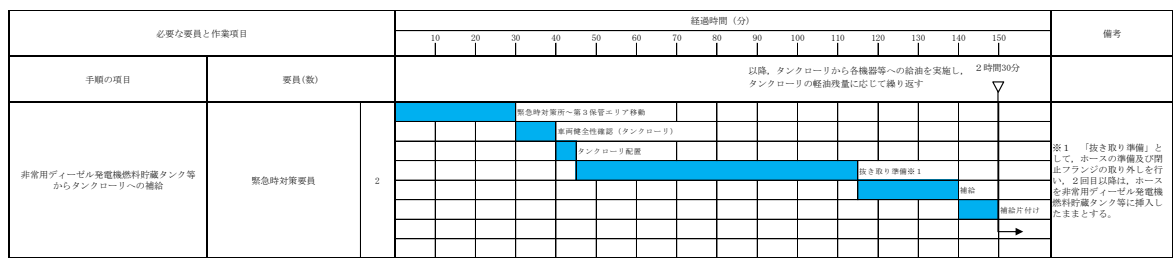 必要な要員と作業項目
経過時間（分）
備考
10 20 30 40 50 60 70 80 90 100 110 120 130 140 150
手順の項目
要員(数)
以降，タンクローリから各機器等への給油を実施し，
タンクローリの軽油残量に応じて繰り返す
2時間30分
非常用ディーゼル発電機燃料貯蔵タンク等
からタンクローリへの補給
緊急時対策要員
2
緊急時対策所～第3保管エリア移動
車両健全性確認（タンクローリ）
タンクローリ配置
抜き取り準備※1
補給
補給片付け
※1　「抜き取り準備」と
して，ホースの準備及び閉
止フランジの取り外しを行
い，2回目以降は，ホース
を非常用ディーゼル発電機
燃料貯蔵タンク等に挿入し
たままとする。